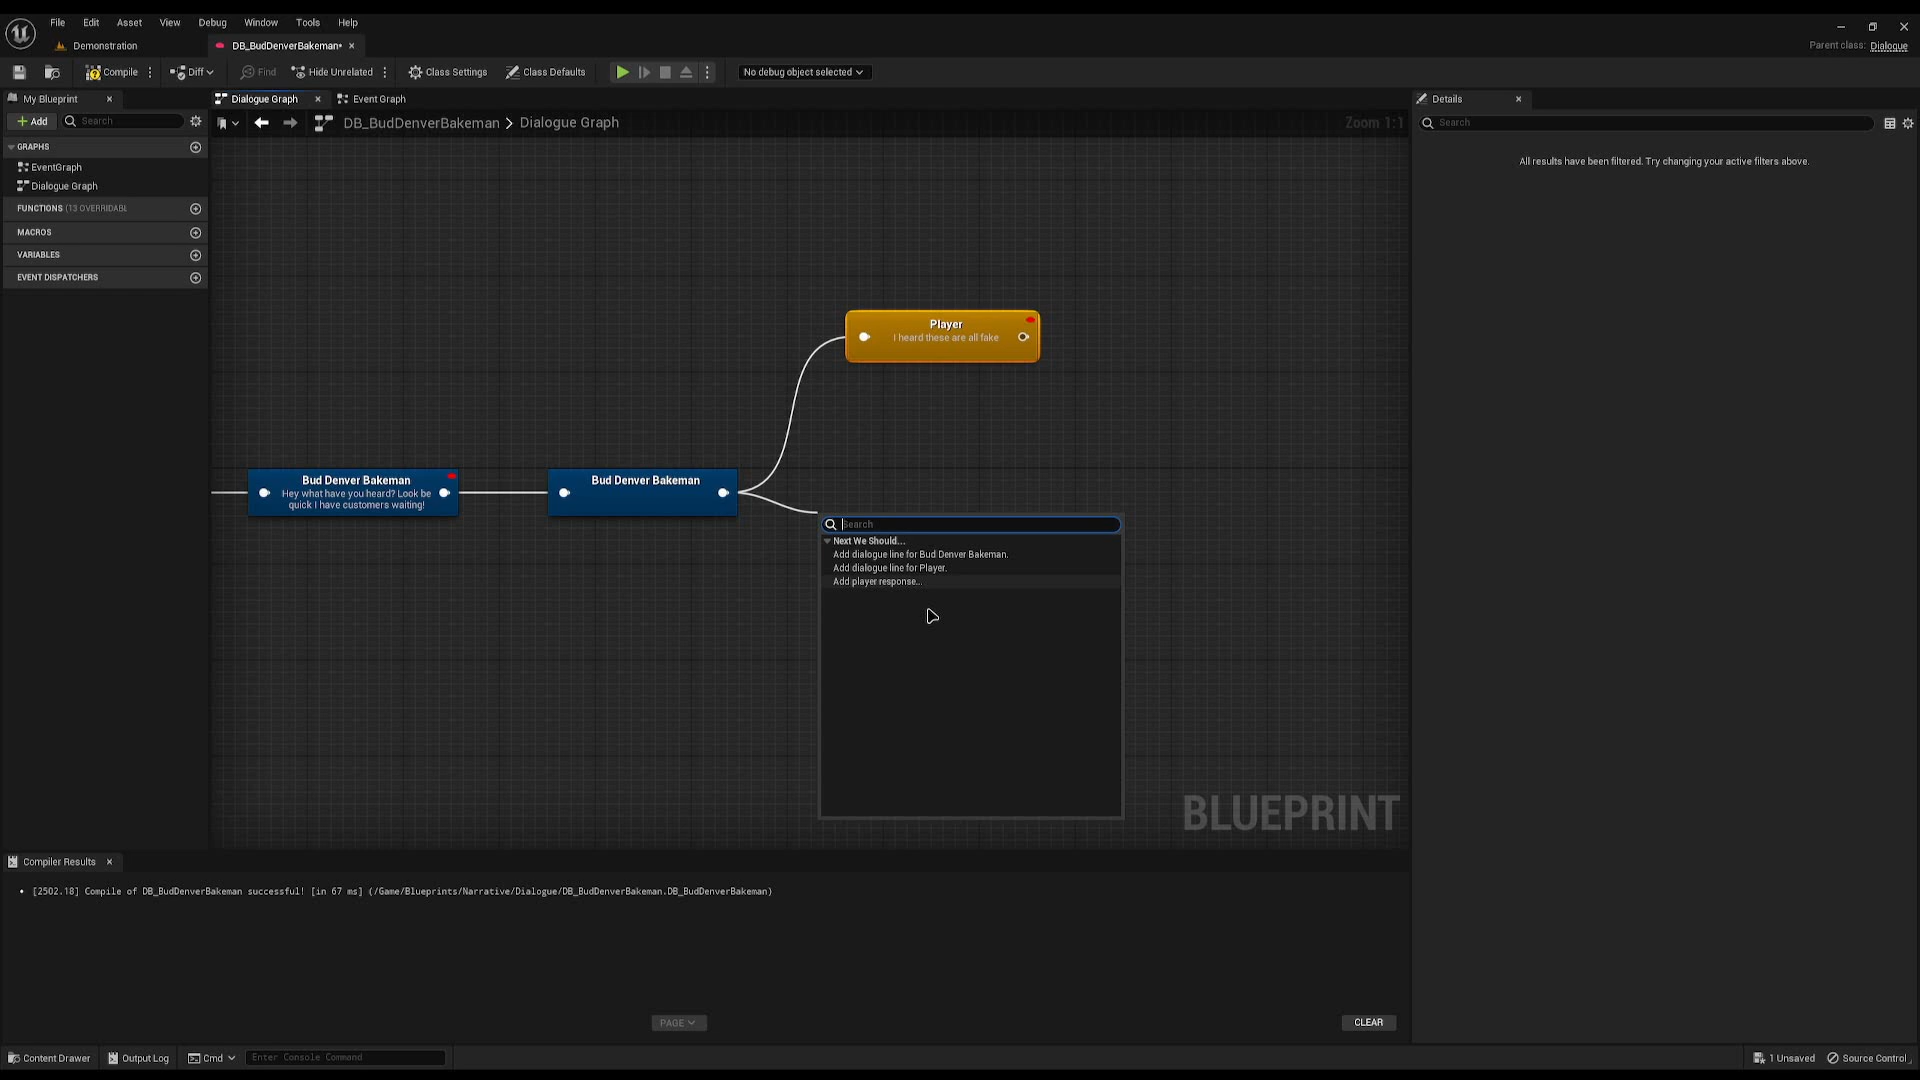 File Edit Asset View Debug Window Tools Help
Demonstration
DB_BudDenverBakeman*
Parent class: Dialogue
Compile
Diff
Find
Hide Unrelated
Class Settings
Class Defaults
No debug object selected
My Blueprint
Dialogue Graph
Event Graph
Details
Add
Search
DB_BudDenverBakeman > Dialogue Graph
Zoom 1:1
Search
GRAPHS
EventGraph
Dialogue Graph
FUNCTIONS (13 OVERRIDABL
MACROS
VARIABLES
EVENT DISPATCHERS
All results have been filtered. Try changing your active filters above.
Player
I heard these are all fake
Bud Denver Bakeman
Hey what have you heard? Look be
quick I have customers waiting!
Bud Denver Bakeman
Search
Next We Should...
Add dialogue line for Bud Denver Bakeman.
Add dialogue line for Player.
Add player response...
BLUEPRINT
Compiler Results
• [2502.18] Compile of DB_BudDenverBakeman successful! [in 67 ms] (/Game/Blueprints/Narrative/Dialogue/DB_BudDenverBakeman.DB_BudDenverBakeman)
PAGE
CLEAR
Content Drawer
Output Log
Cmd
Enter Console Command
1 Unsaved
Source Control